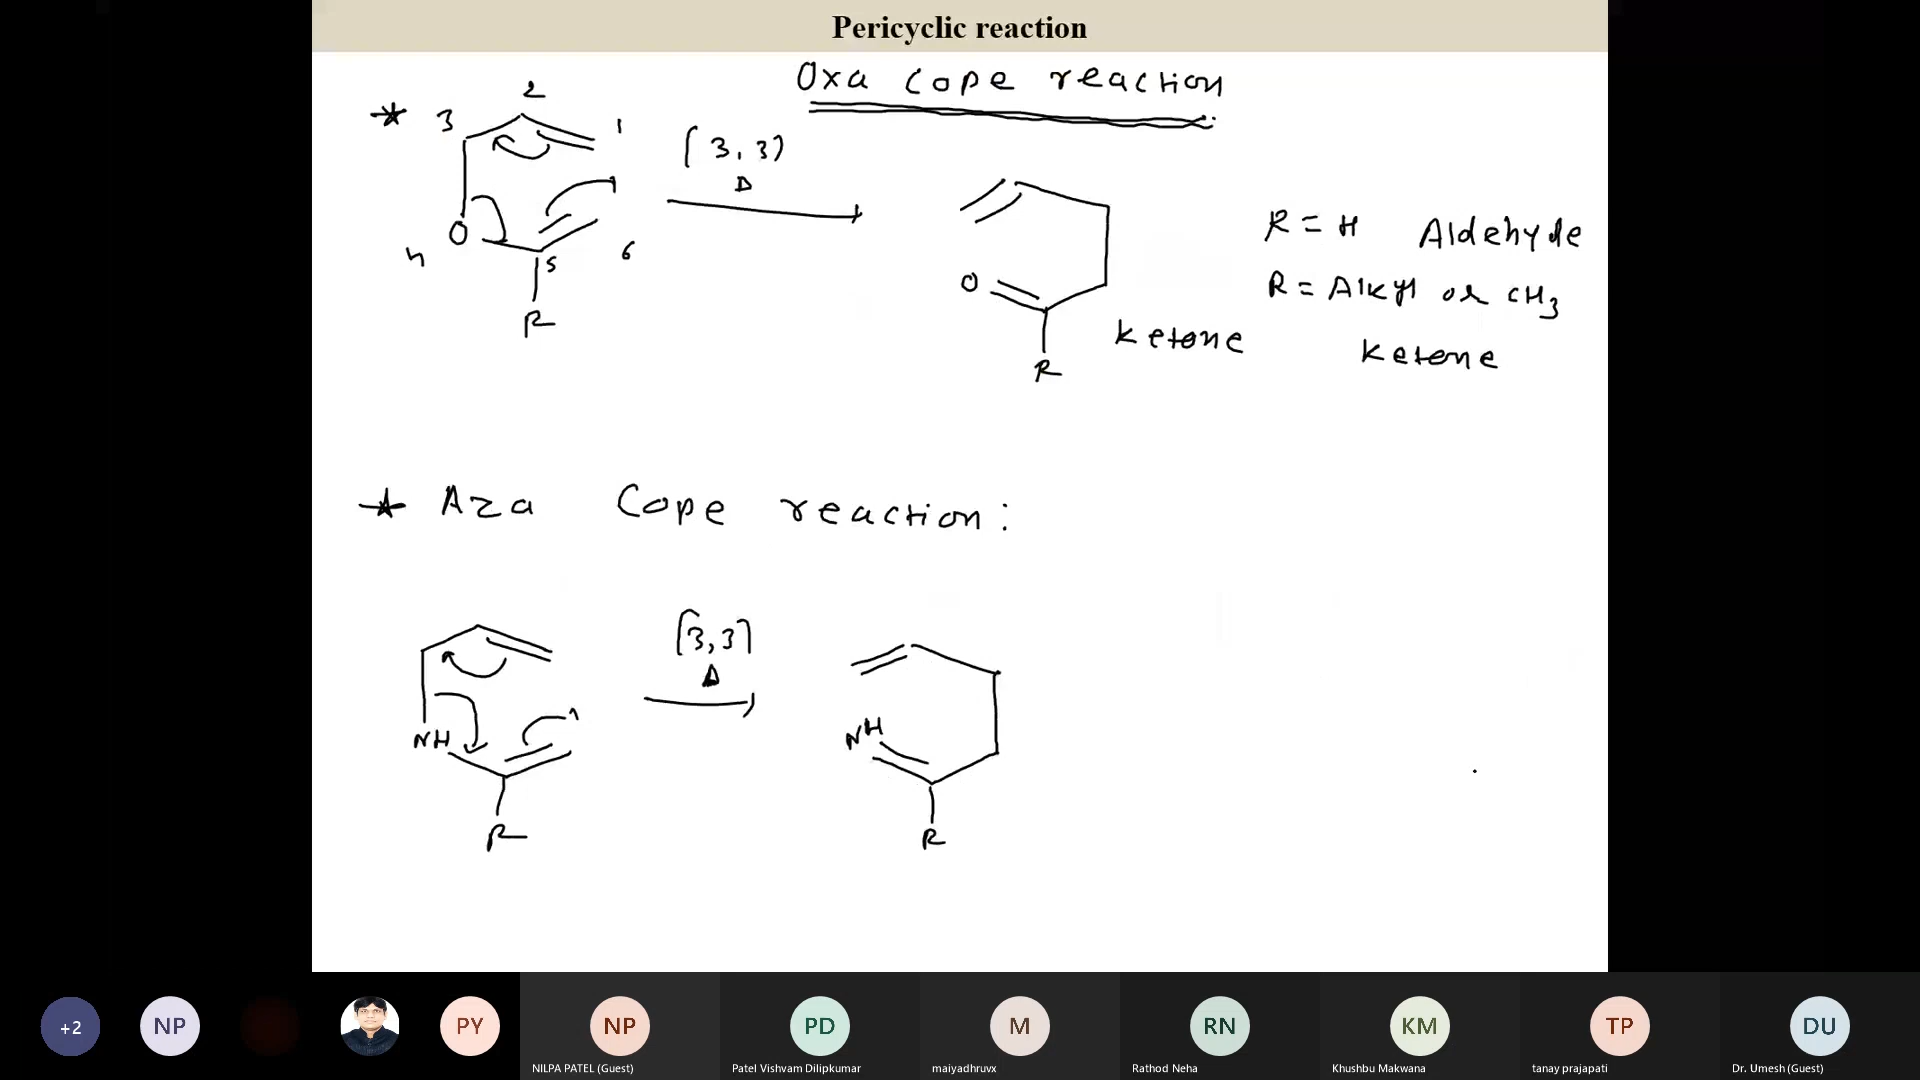 Pericyclic reaction
Oxa Cope reaction
* 3 2 1
[3,3)
Δ
O
4 5 6
R
O
R
Ketone
R = H Aldehyde
R = Alkyl or CH3
Ketone
* Aza Cope reaction:
[3,3]
Δ
NH
R
NH
R
+2 NP PY NP PD M RN KM TP DU
NILPA PATEL (Guest) Patel Vishvam Dilipkumar maiyadhruvx Rathod Neha Khushbu Makwana tanay prajapati Dr. Umesh (Guest)